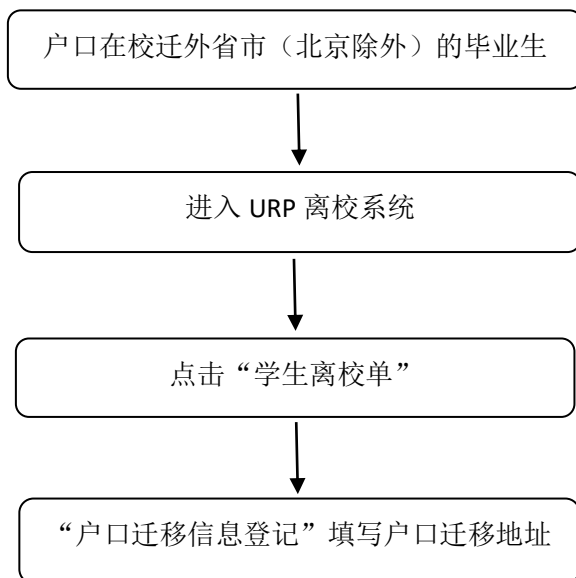 户口在校迁外省市（北京除外）的毕业生
进入 URP 离校系统
点击“学生离校单”
“户口迁移信息登记”填写户口迁移地址